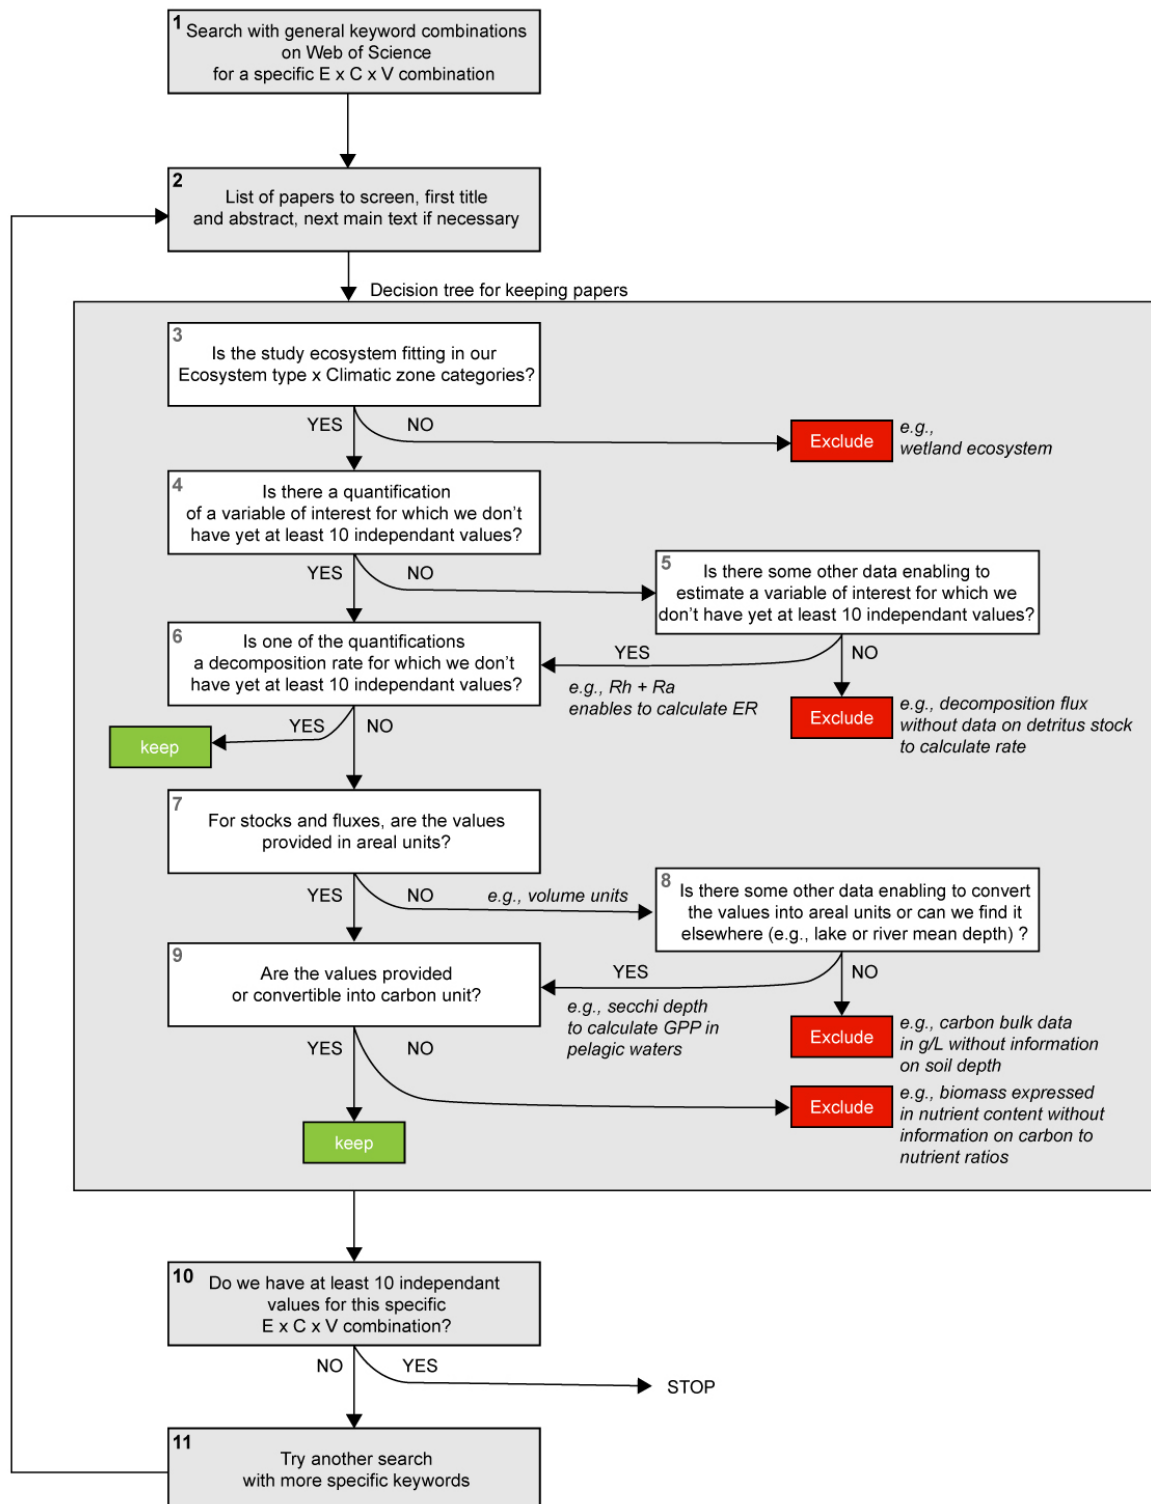 1
Search with general keyword combinations
on Web of Science
for a specific E x C x V combination
2
List of papers to screen, first title
and abstract, next main text if necessary
Decision tree for keeping papers
3
Is the study ecosystem fitting in our
Ecosystem type x Climatic zone categories?
YES
NO
Exclude
e.g.,
wetland ecosystem
4
Is there a quantification
of a variable of interest for which we don't
have yet at least 10 independant values?
YES
NO
5
Is there some other data enabling to
estimate a variable of interest for which we
don't have yet at least 10 independant values?
YES
e.g., Rh + Ra
enables to calculate ER
NO
Exclude
e.g., decomposition flux
without data on detritus stock
to calculate rate
6
Is one of the quantifications
a decomposition rate for which we don't
have yet at least 10 independant values?
YES
NO
keep
7
For stocks and fluxes, are the values
provided in areal units?
YES
NO
e.g., volume units
8
Is there some other data enabling to convert
the values into areal units or can we find it
elsewhere (e.g., lake or river mean depth) ?
YES
e.g., secchi depth
to calculate GPP in
pelagic waters
NO
Exclude
e.g., carbon bulk data
in g/L without information
on soil depth
9
Are the values provided
or convertible into carbon unit?
YES
NO
Exclude
e.g., biomass expressed
in nutrient content without
information on carbon to
nutrient ratios
keep
10
Do we have at least 10 independant
values for this specific
E x C x V combination?
NO
YES
STOP
11
Try another search
with more specific keywords